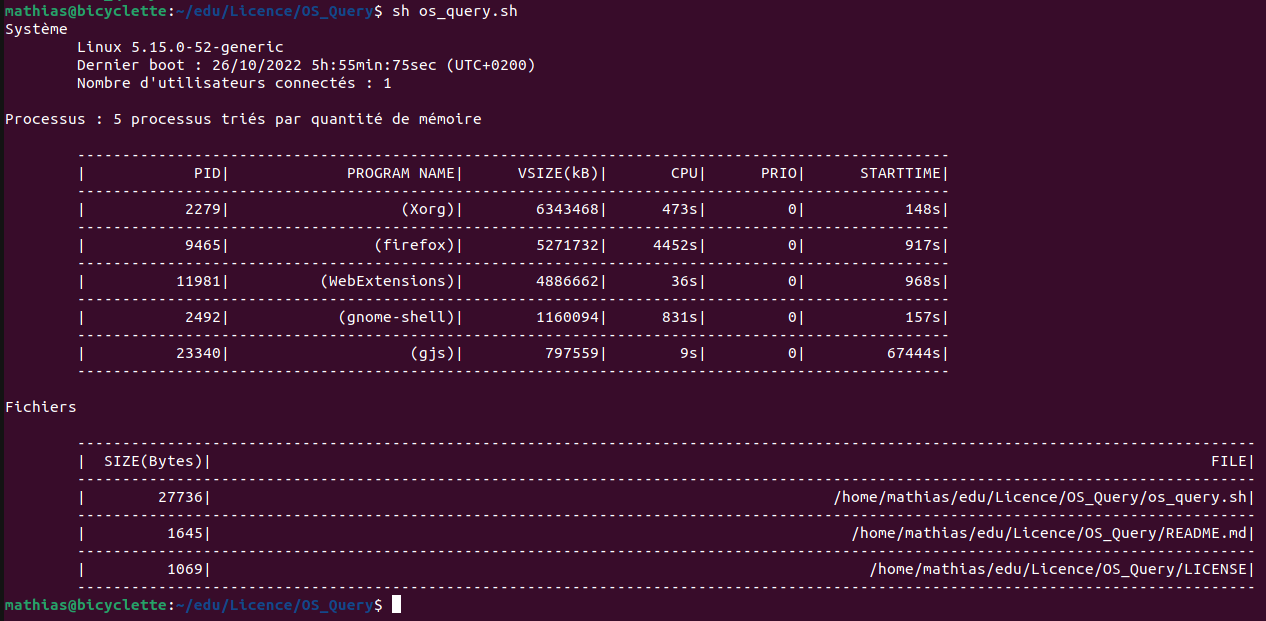 mathias@bicyclette:~/edu/Licence/OS_Query$ sh os_query.sh
Système
Linux 5.15.0-52-generic
Dernier boot : 26/10/2022 5h:55min:75sec (UTC+0200)
Nombre d'utilisateurs connectés : 1
Processus : 5 processus triés par quantité de mémoire
| PID| PROGRAM NAME| VSIZE(kB)| CPU| PRIO| STARTTIME|
| 2279| (Xorg)| 6343468| 473s| 0| 148s|
| 9465| (firefox)| 5271732| 4452s| 0| 917s|
| 11981| (WebExtensions)| 4886662| 36s| 0| 968s|
| 2492| (gnome-shell)| 1160094| 831s| 0| 157s|
| 23340| (gjs)| 797559| 9s| 0| 67444s|
Fichiers
| SIZE(Bytes)| FILE|
| 27736| /home/mathias/edu/Licence/OS_Query/os_query.sh|
| 1645| /home/mathias/edu/Licence/OS_Query/README.md|
| 1069| /home/mathias/edu/Licence/OS_Query/LICENSE|
mathias@bicyclette:~/edu/Licence/OS_Query$